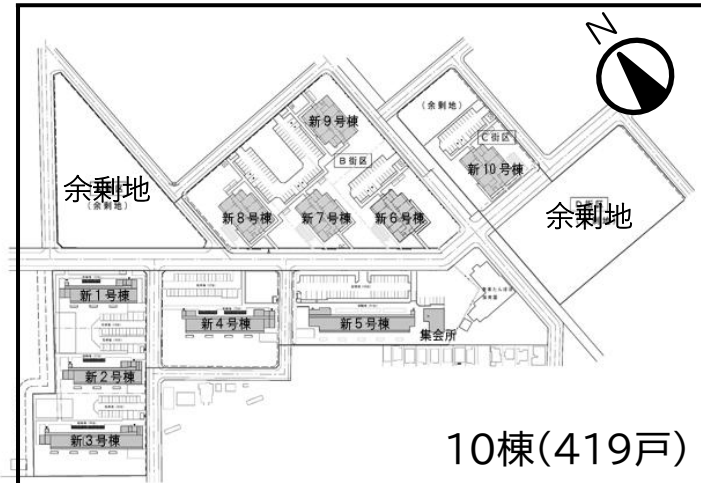 N
(余剰地)
新9号棟
C街区
B街区
新10号棟
余剰地
(余剰地)
余剰地
新8号棟
新7号棟
新6号棟
新1号棟
新4号棟
新5号棟
集会所
新2号棟
新3号棟
10棟(419戸)